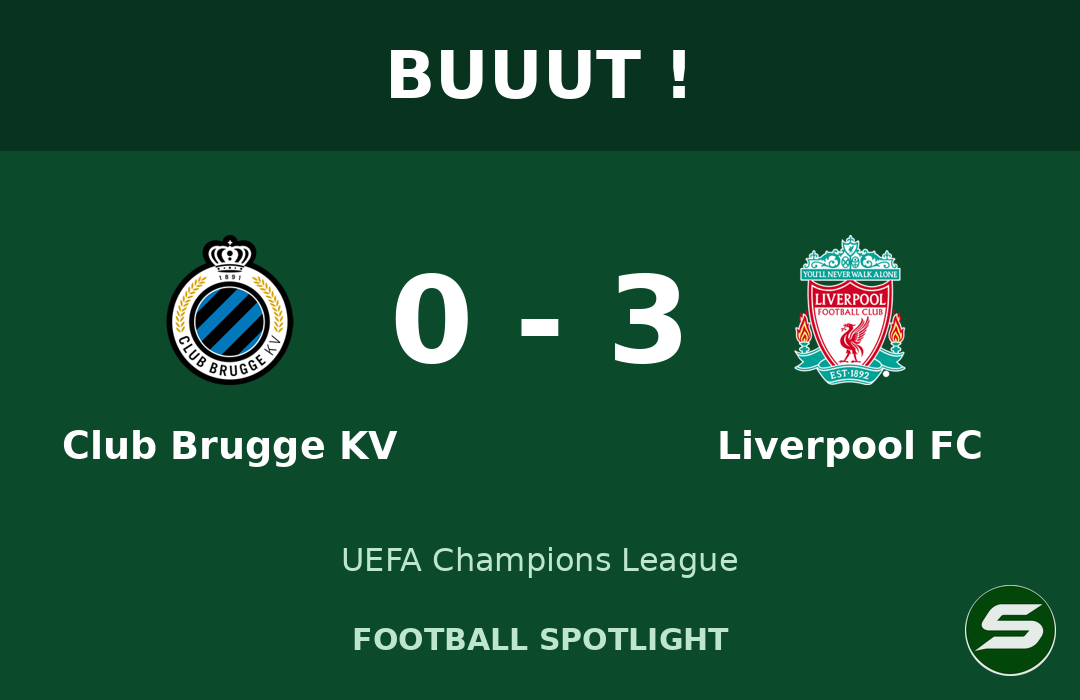 BUUUT !
1891
CLUB BRUGGE KV
0 - 3
YOU'LL NEVER WALK ALONE
LIVERPOOL
FOOTBALL CLUB
EST·1892
Club Brugge KV
Liverpool FC
UEFA Champions League
FOOTBALL SPOTLIGHT
S